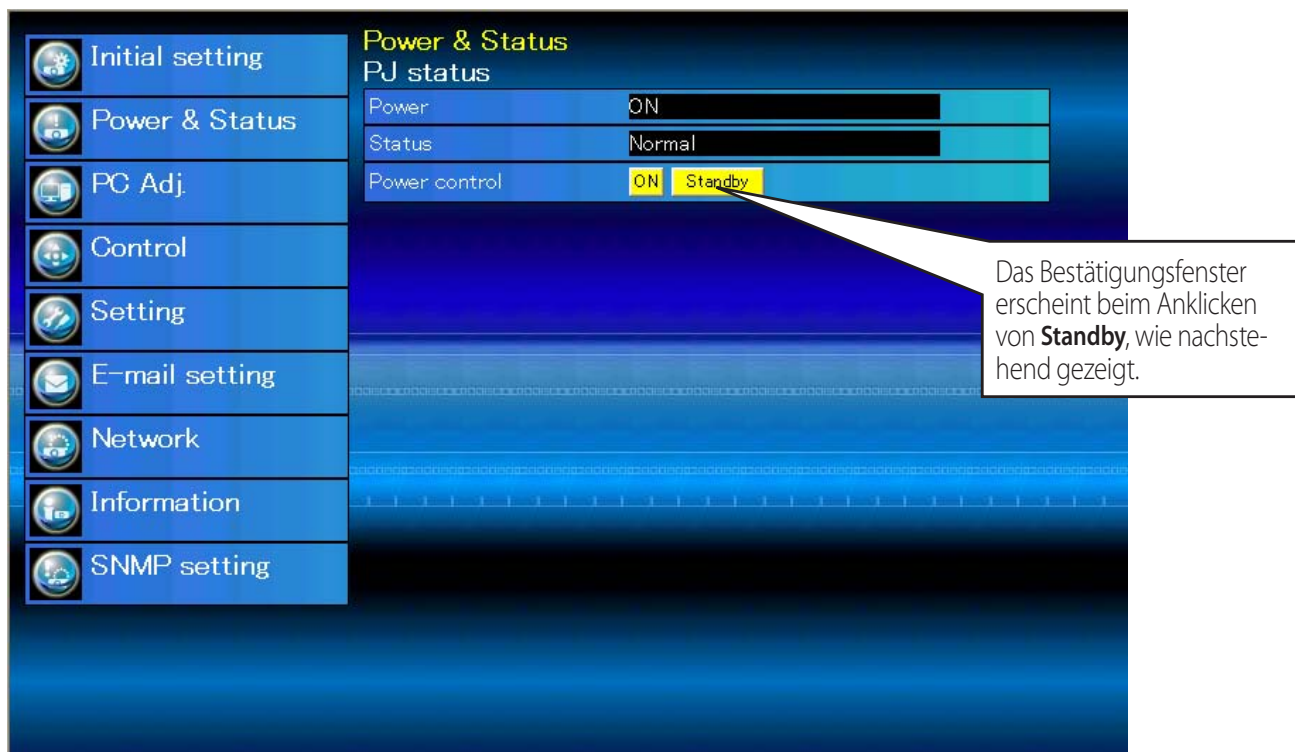 Initial setting
Power & Status
PC Adj.
Control
Setting
E-mail setting
Network
Information
SNMP setting
Power & Status
PJ status
Power ON
Status Normal
Power control ON Standby
Das Bestätigungsfenster
erscheint beim Anklicken
von Standby, wie nachste-
hend gezeigt.